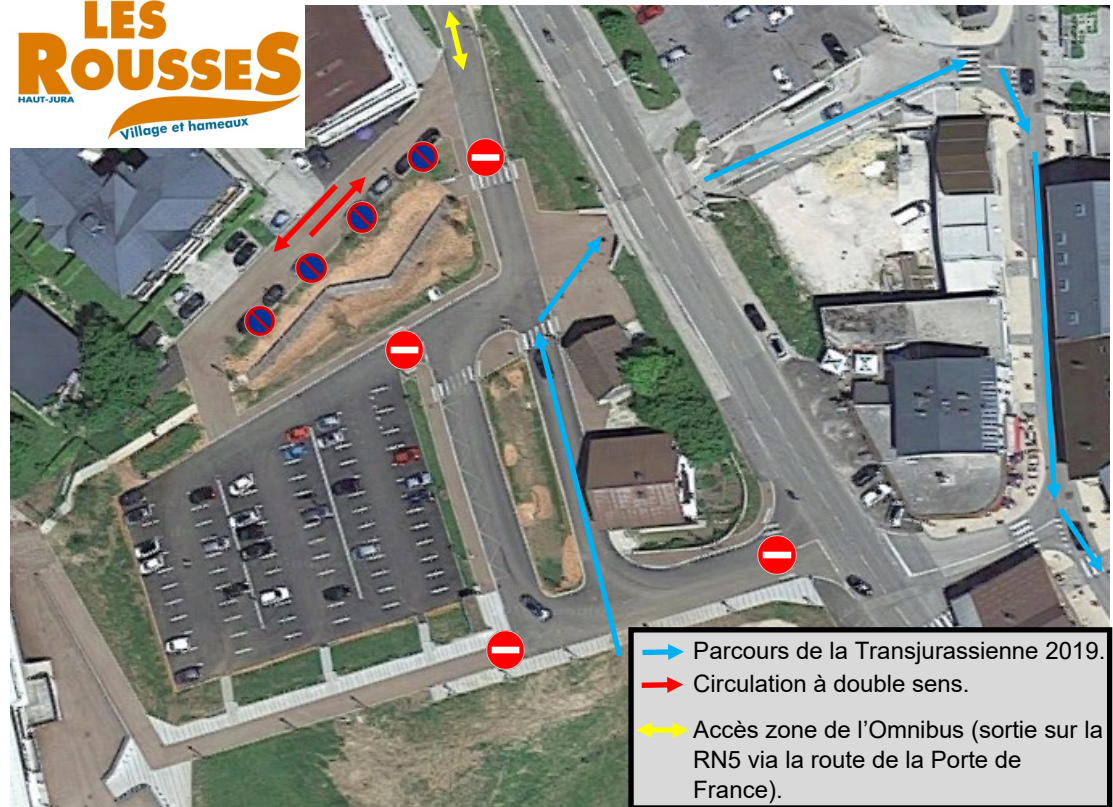 LES
ROUSSES
HAUT-JURA
Village et hameaux
Parcours de la Transjurassienne 2019.
Circulation à double sens.
Accès zone de l'Omnibus (sortie sur la
RN5 via la route de la Porte de
France).